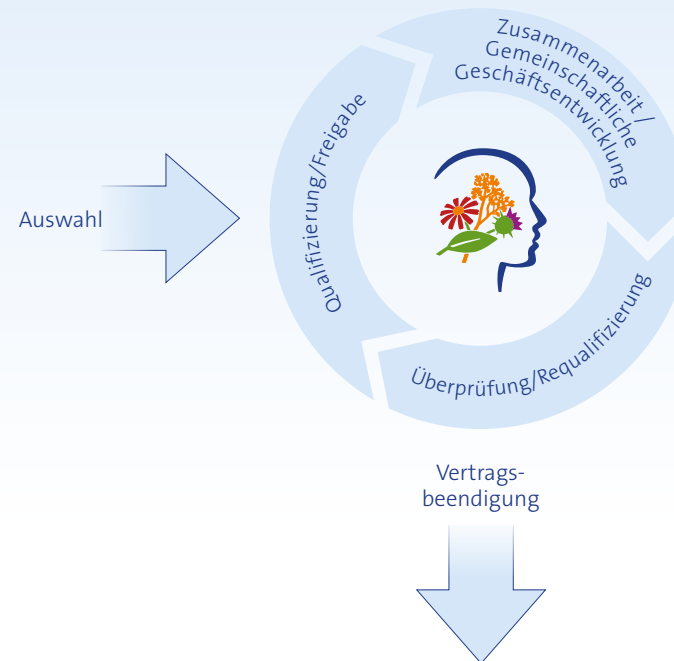 Auswahl
Qualifizierung/Freigabe
Zusammenarbeit /
Gemeinschaftliche
Geschäftsentwicklung
Überprüfung/Requalifizierung
Vertrags-
beendigung